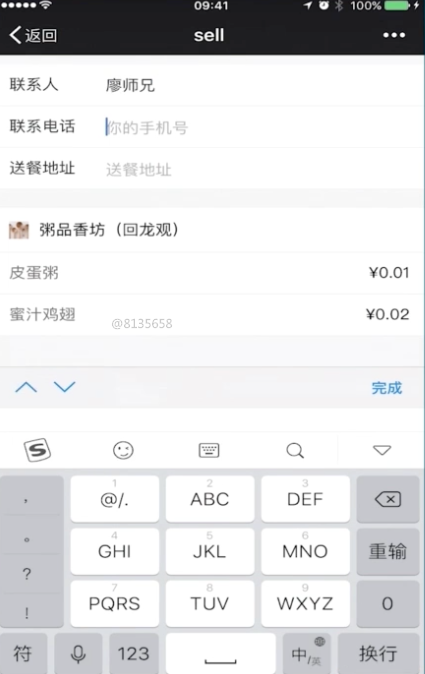 09:41 100%
返回 sell
联系人 廖师兄
联系电话 你的手机号
送餐地址 送餐地址
粥品香坊（回龙观）
皮蛋粥 ¥0.01
蜜汁鸡翅 ¥0.02
@8135658
完成
S
， 1 @/. 2 ABC 3 DEF
。 4 GHI 5 JKL 6 MNO 重输
? 7 PQRS 8 TUV 9 WXYZ 0
!
符 123 中/英 换行